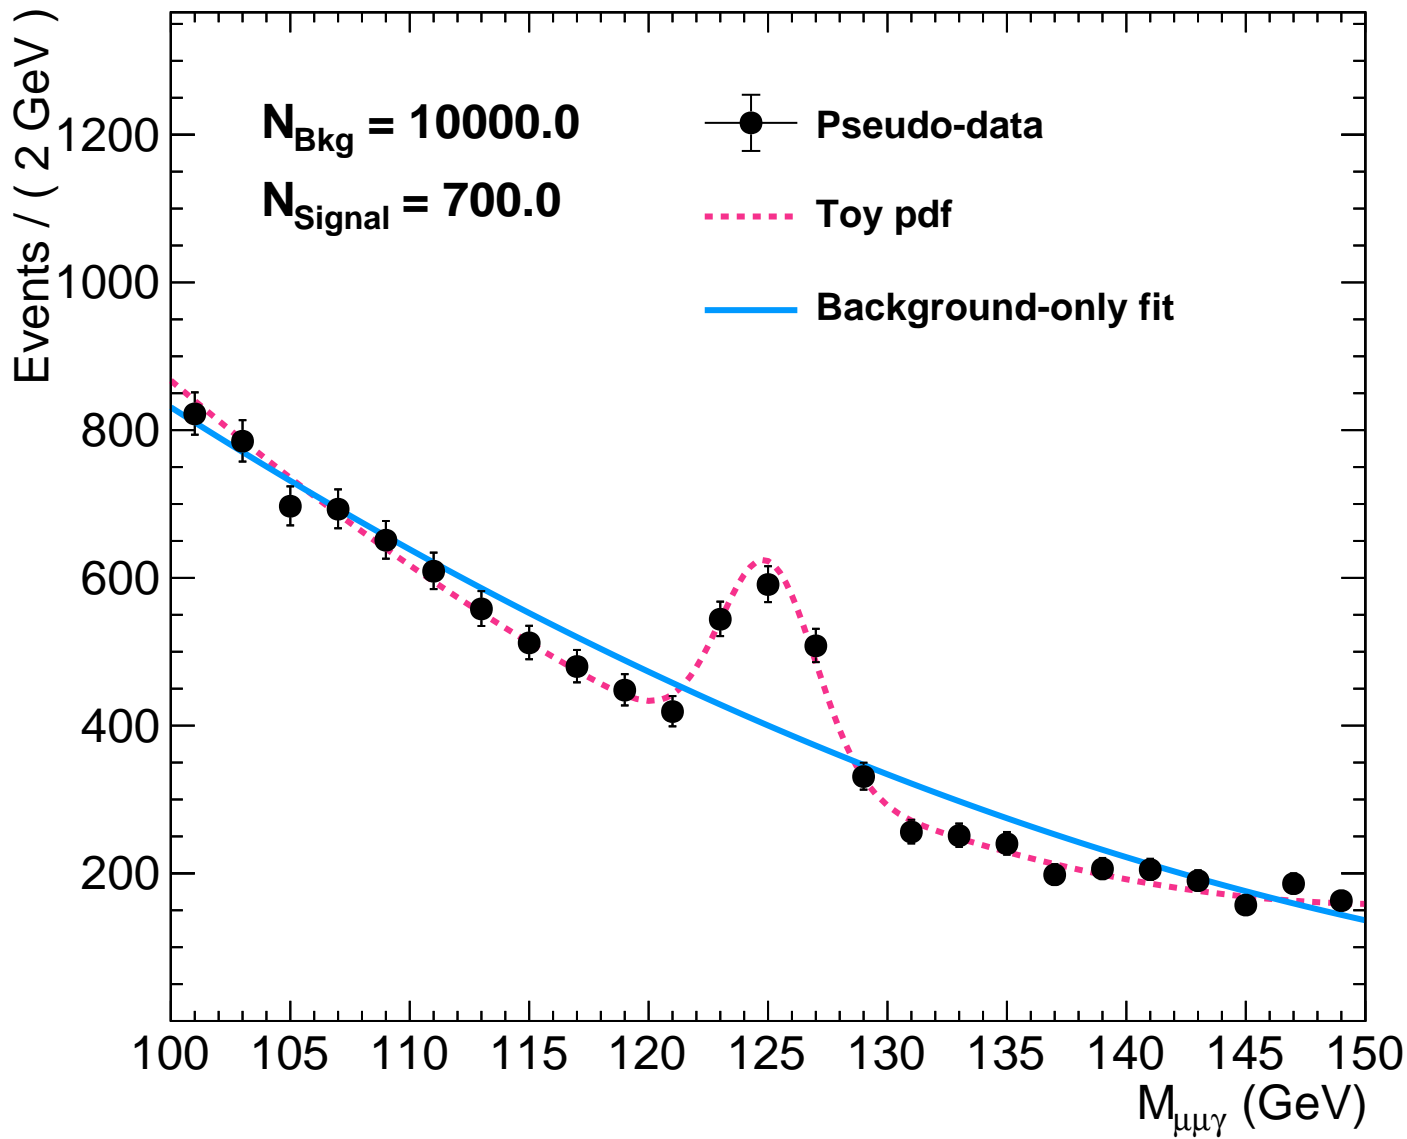 Events / ( 2 GeV )
N_Bkg = 10000.0
N_Signal = 700.0
Pseudo-data
Toy pdf
Background-only fit
1200
1000
800
600
400
200
100 105 110 115 120 125 130 135 140 145 150
M_μμγ (GeV)